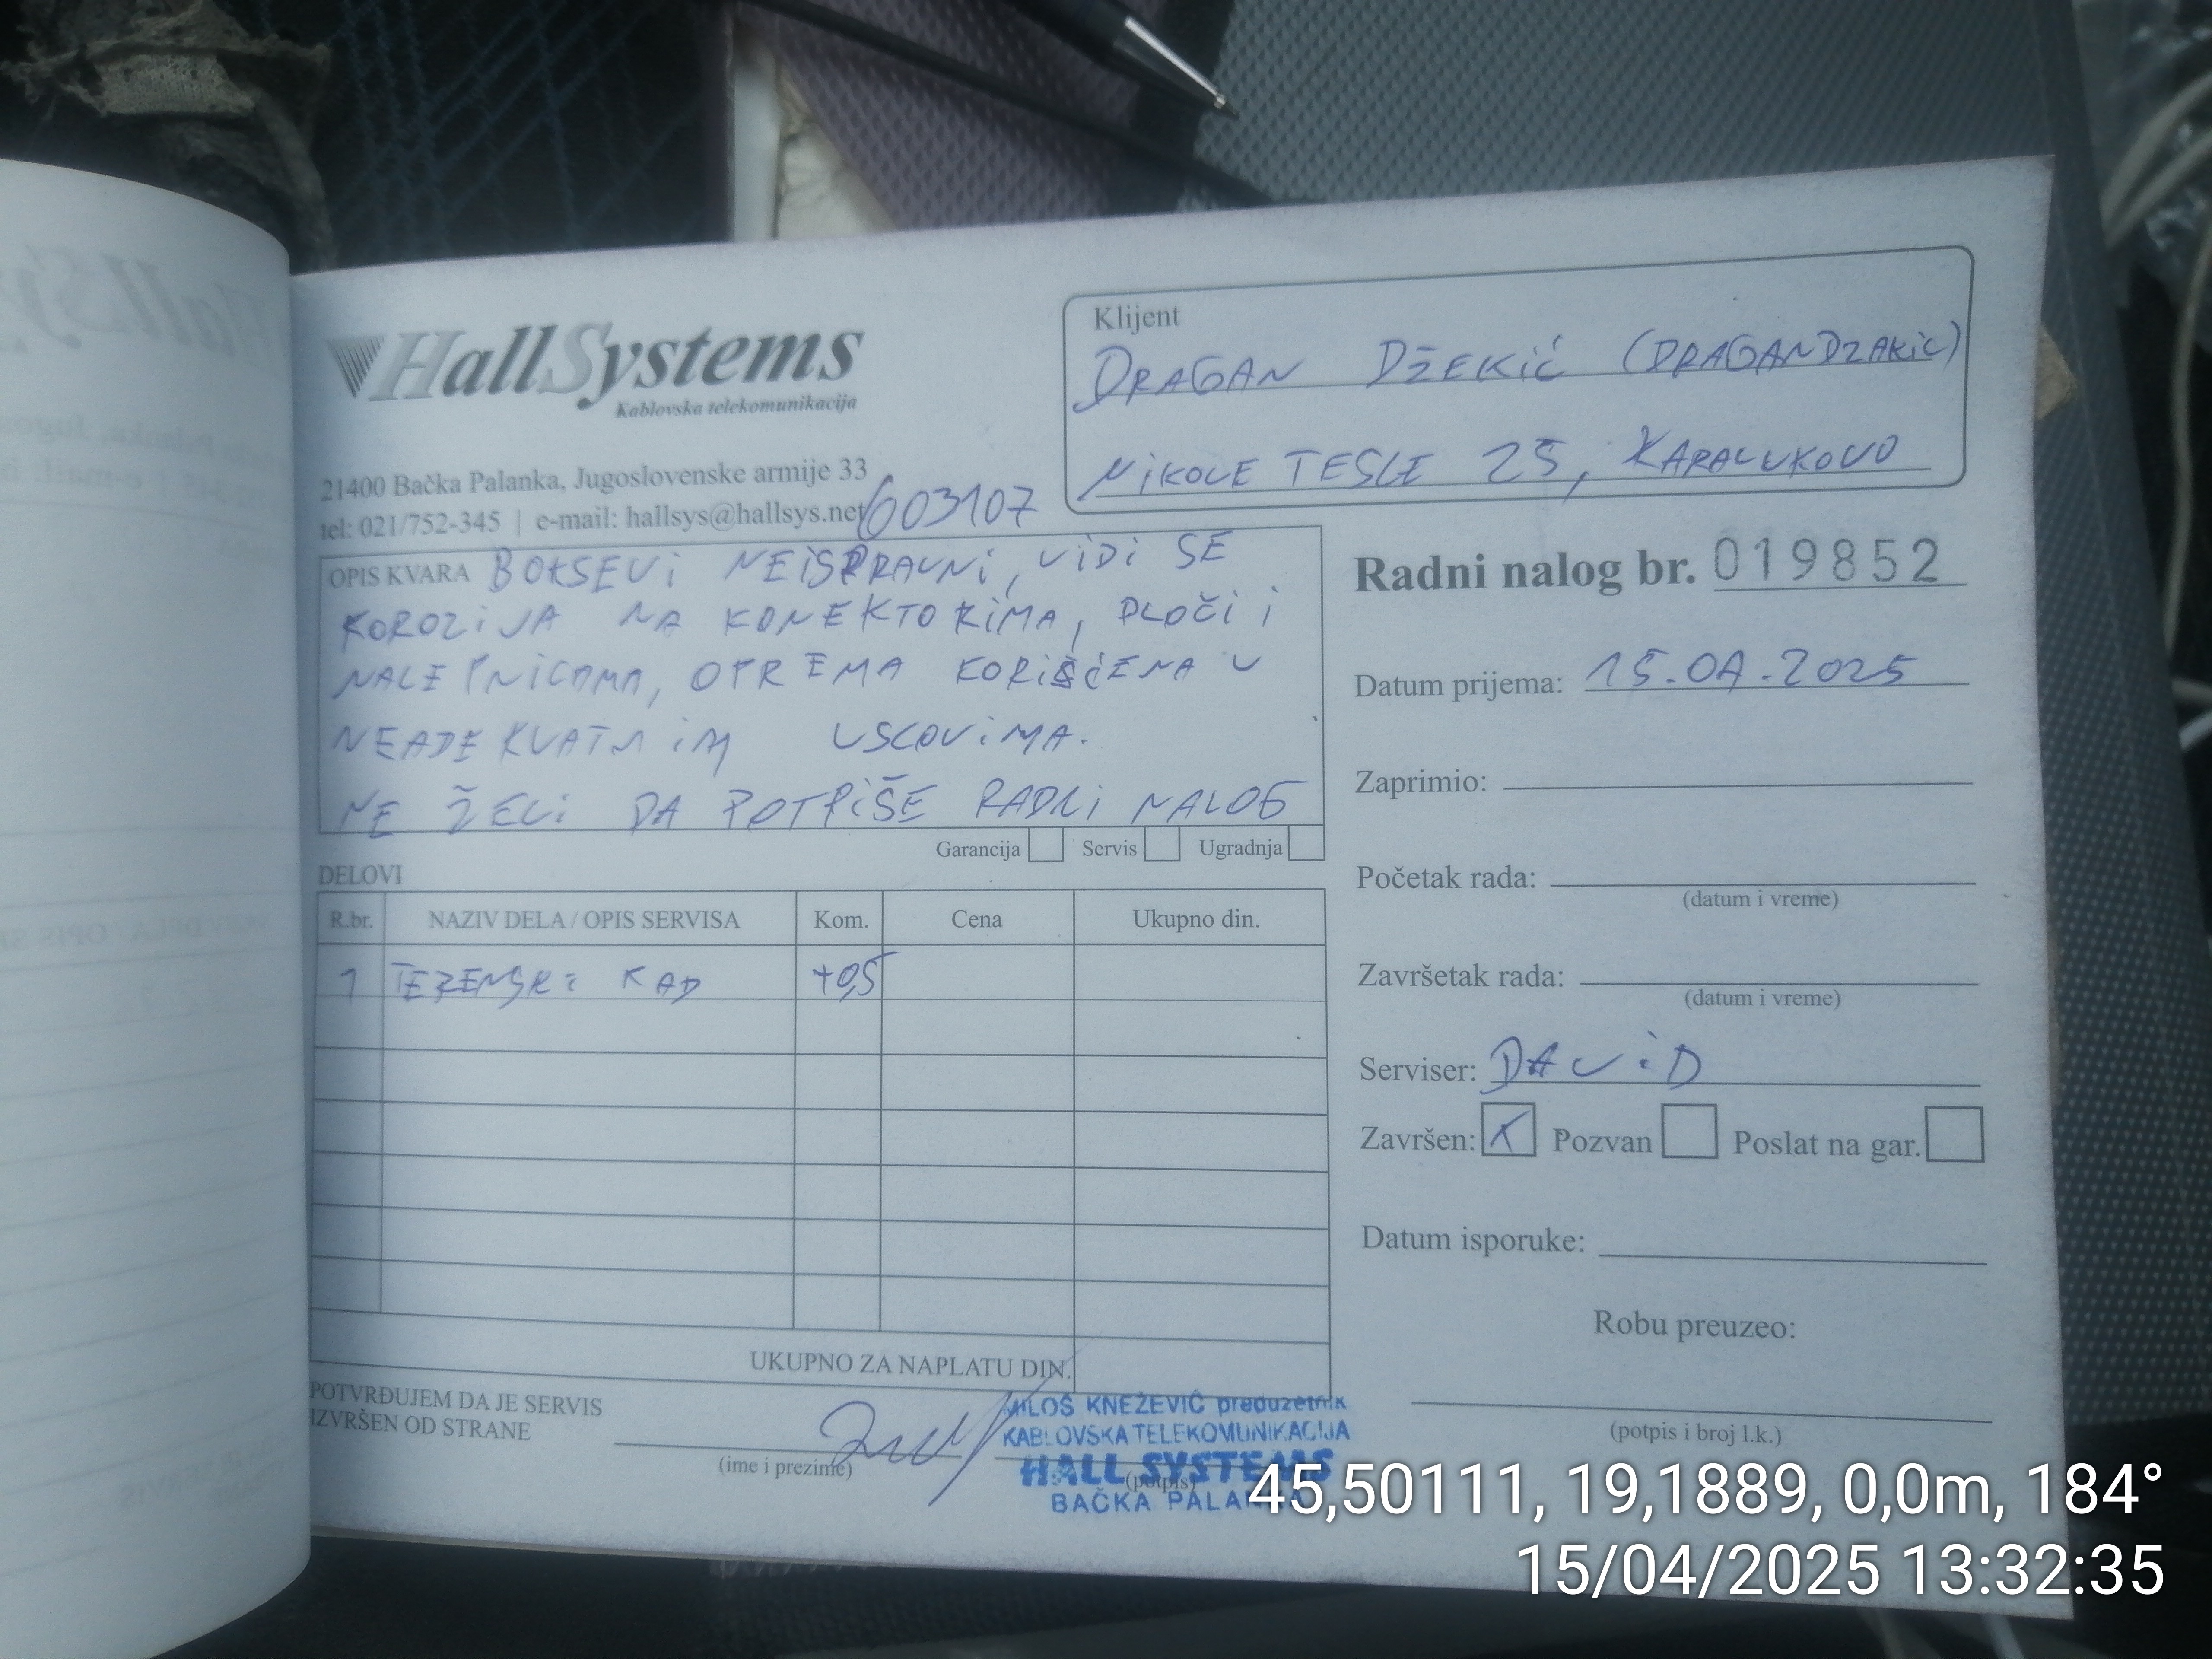 HallSystems
Kablovska telekomunikacija
21400 Bačka Palanka, Jugoslovenske armije 33
tel: 021/752-345 | e-mail: hallsys@hallsys.net
603107
Klijent
DRAGAN DŽEKIĆ (DRAGANDZAKIC)
NIKOLE TESLE 25, KARAVUKOVO
OPIS KVARA BOKSEVI NEISPRAVNI, VIDI SE
KOROZIJA NA KONEKTORIMA, PLOČI I
NALEPNICAMA, OPREMA KORIŠĆENA U
NEADEKVATNIM USLOVIMA.
NE ŽELI DA POTPIŠE RADNI NALOG
Garancija Servis Ugradnja
Radni nalog br. 019852
Datum prijema: 15.04.2025
Zaprimio:
Početak rada:
(datum i vreme)
Završetak rada:
(datum i vreme)
Serviser: DAVID
Završen: X Pozvan Poslat na gar.
Datum isporuke:
Robu preuzeo:
(potpis i broj l.k.)
DELOVI
R.br. NAZIV DELA / OPIS SERVISA Kom. Cena Ukupno din.
1 TERENSKI RAD +0,5
UKUPNO ZA NAPLATU DIN.
POTVRĐUJEM DA JE SERVIS
IZVRŠEN OD STRANE
(ime i prezime)
(potpis)
MILOŠ KNEŽEVIĆ preduzetnik
KABLOVSKA TELEKOMUNIKACIJA
HALL SYSTEMS
BAČKA PALANKA
45,50111, 19,1889, 0,0m, 184°
15/04/2025 13:32:35